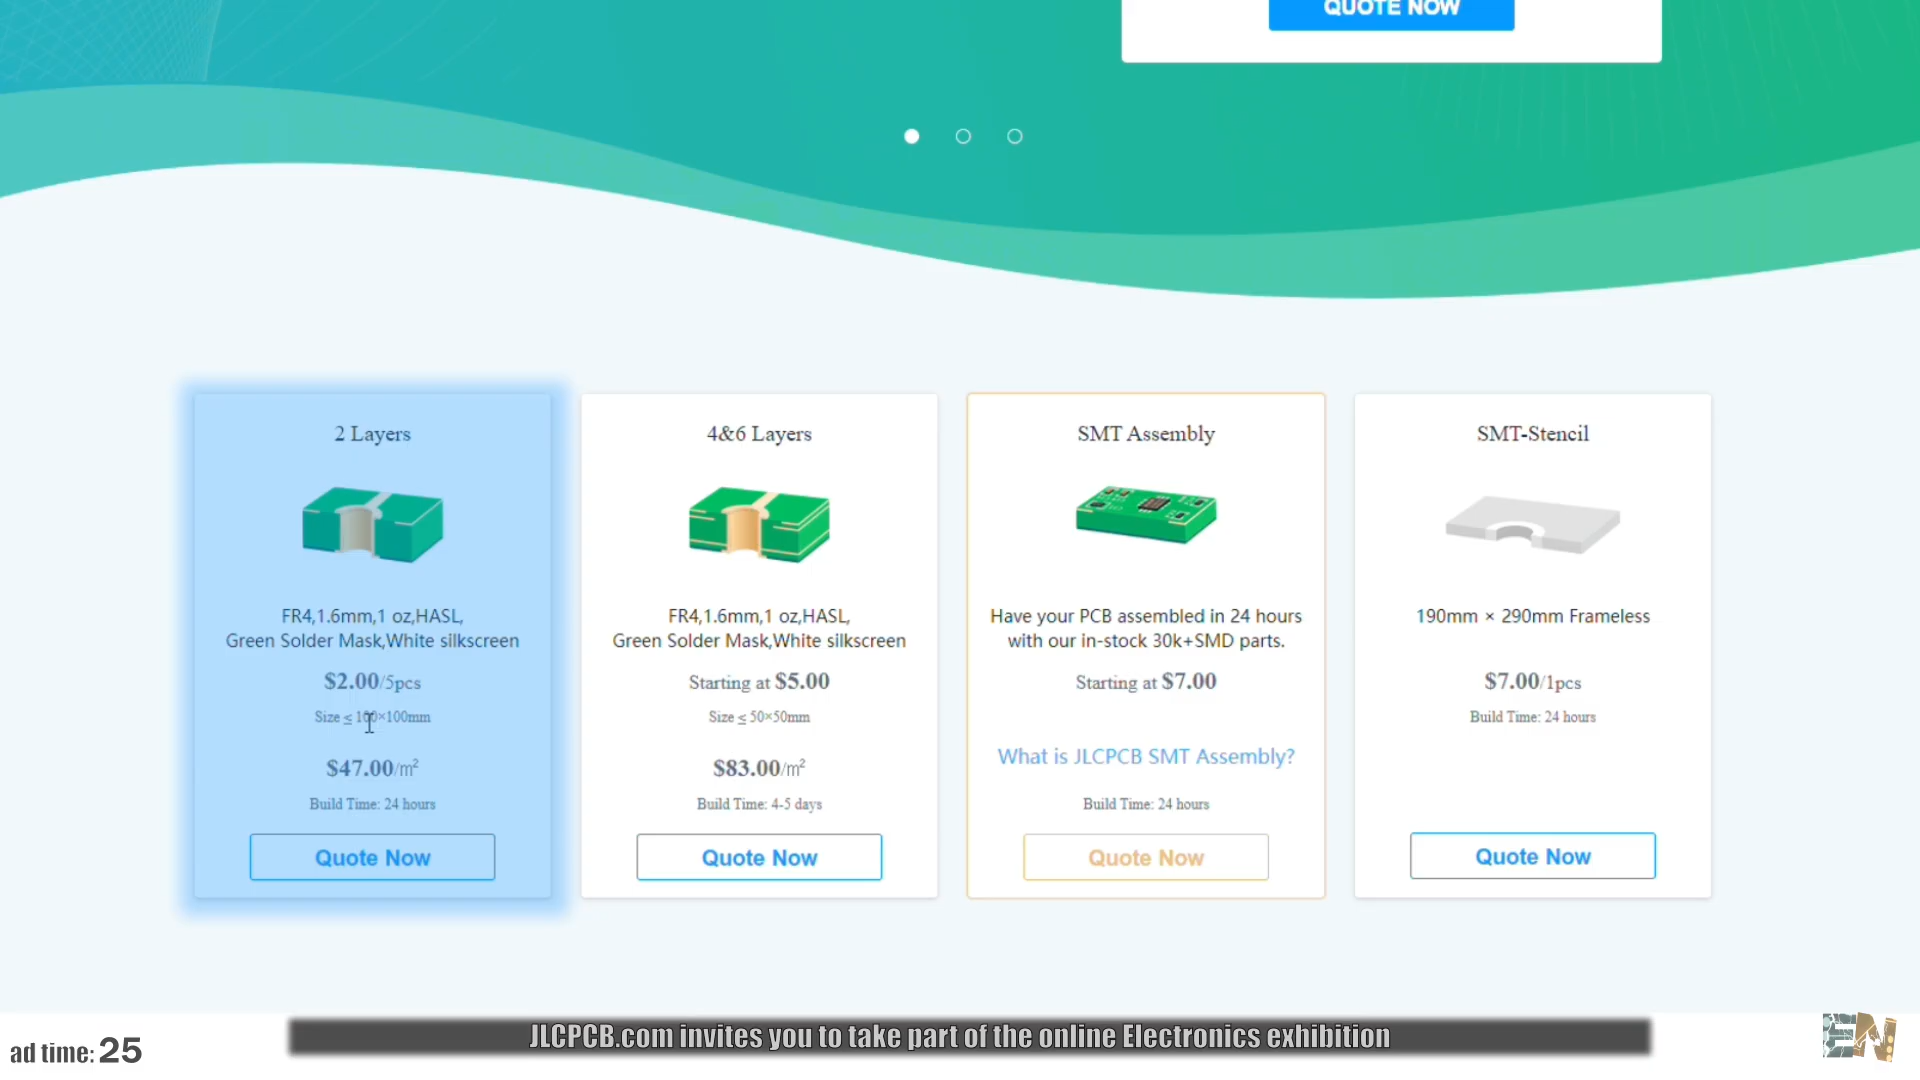 QUOTE NOW
2 Layers
FR4,1.6mm,1 oz,HASL,
Green Solder Mask,White silkscreen
$2.00/5pcs
Size ≤ 100×100mm
$47.00/m²
Build Time: 24 hours
Quote Now
4&6 Layers
FR4,1.6mm,1 oz,HASL,
Green Solder Mask,White silkscreen
Starting at $5.00
Size ≤ 50×50mm
$83.00/m²
Build Time: 4-5 days
Quote Now
SMT Assembly
Have your PCB assembled in 24 hours
with our in-stock 30k+SMD parts.
Starting at $7.00
What is JLCPCB SMT Assembly?
Build Time: 24 hours
Quote Now
SMT-Stencil
190mm × 290mm Frameless
$7.00/1pcs
Build Time: 24 hours
Quote Now
JLCPCB.com invites you to take part of the online Electronics exhibition
ad time: 25
EN